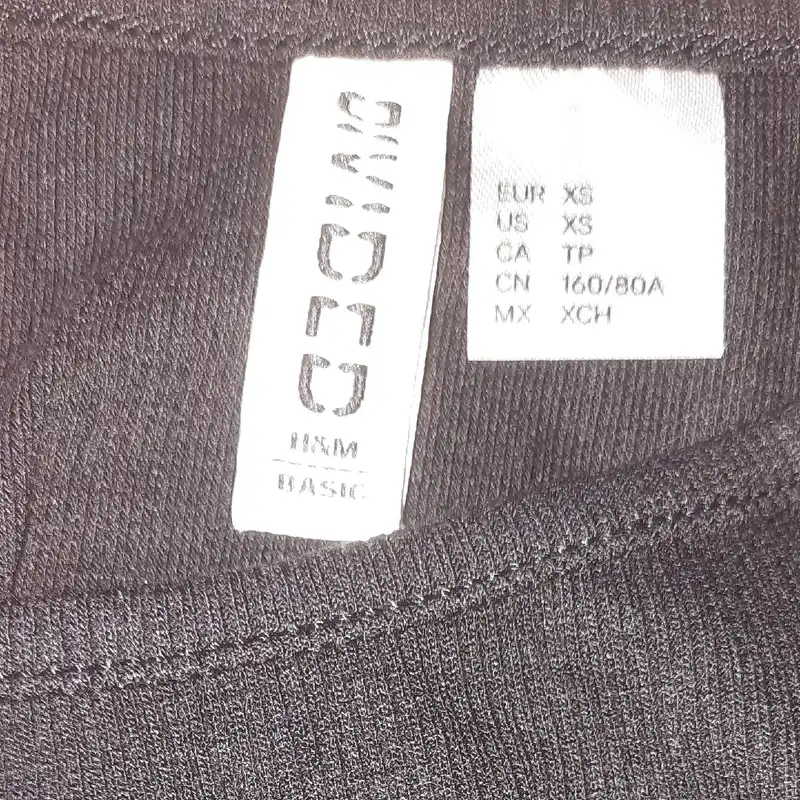 DIVIDED
H&M
BASIC
EUR XS
US XS
CA TP
CN 160/80A
MX XCH